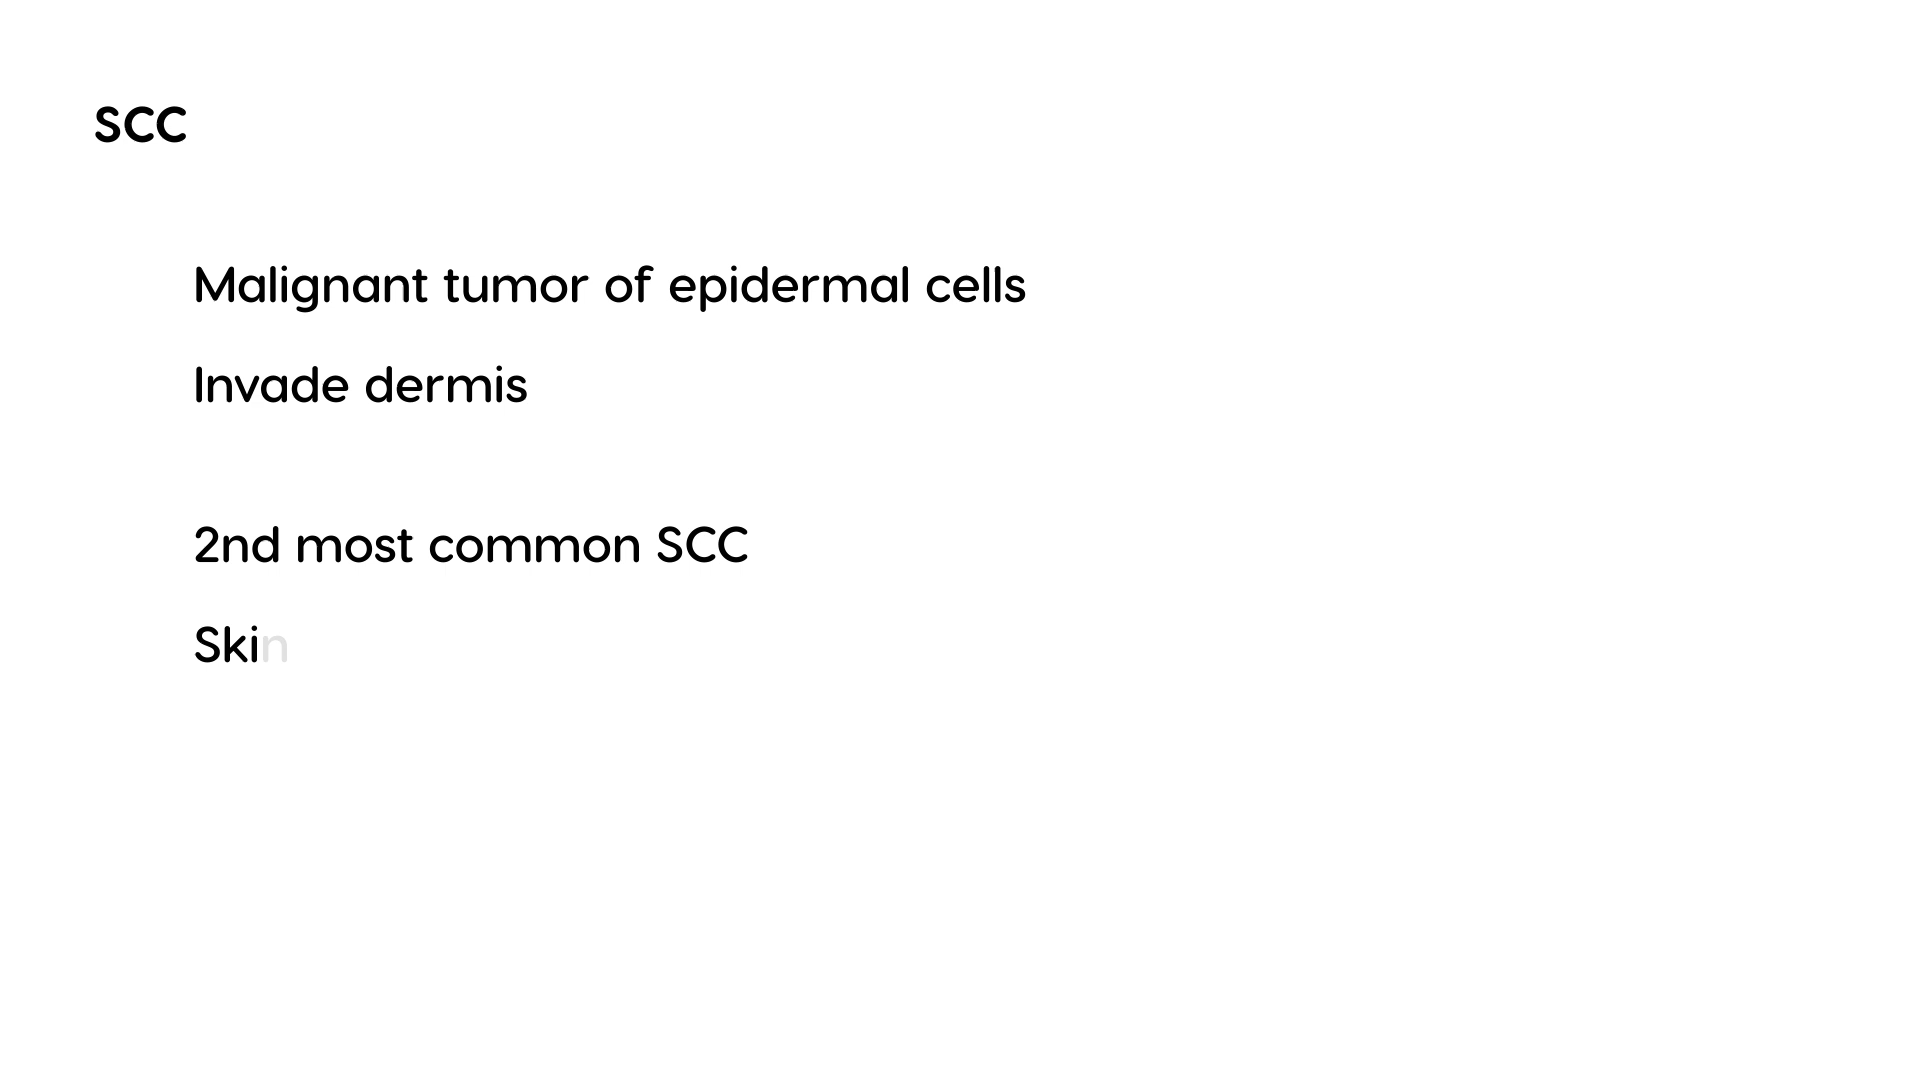 SCC
Malignant tumor of epidermal cells
Invade dermis
2nd most common SCC
Skin